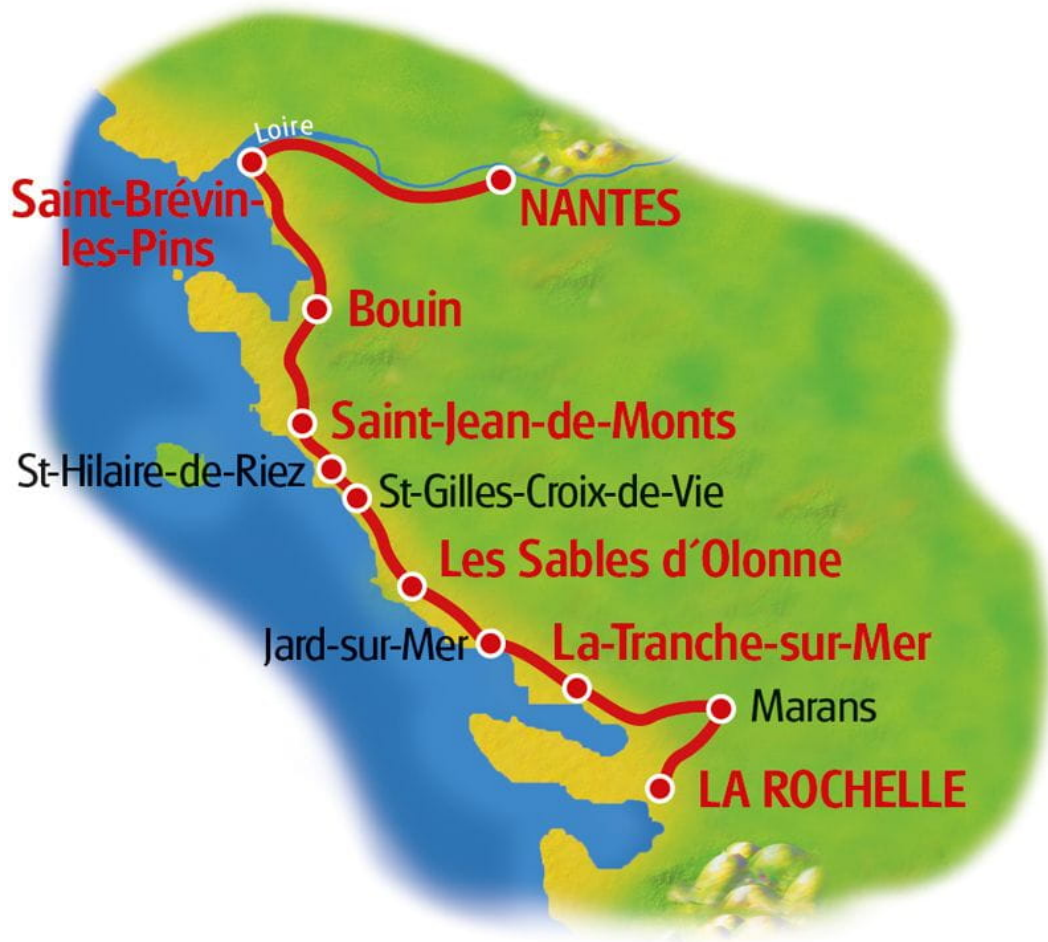 Loire
Saint-Brévin-
les-Pins
NANTES
Bouin
Saint-Jean-de-Monts
St-Hilaire-de-Riez
St-Gilles-Croix-de-Vie
Les Sables d´Olonne
Jard-sur-Mer
La-Tranche-sur-Mer
Marans
LA ROCHELLE